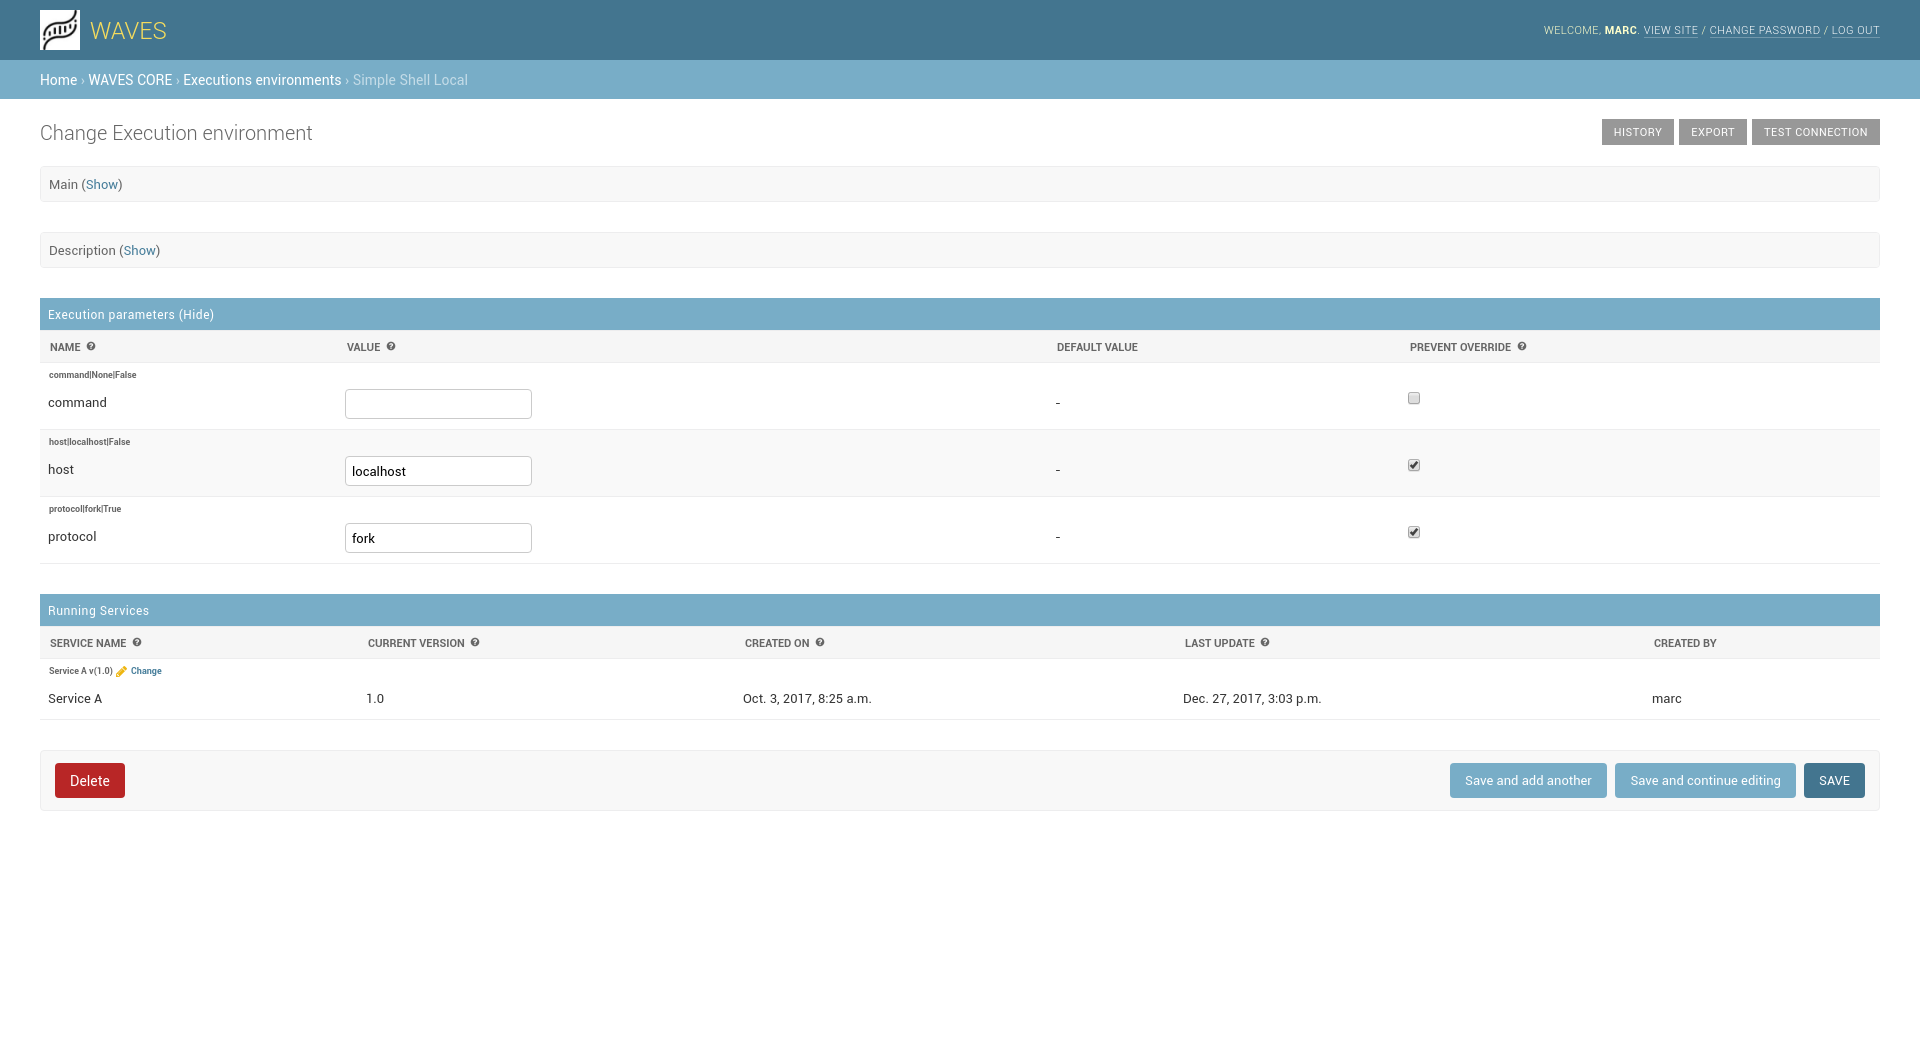 WAVES
WELCOME, MARC. VIEW SITE / CHANGE PASSWORD / LOG OUT
Home › WAVES CORE › Executions environments › Simple Shell Local
Change Execution environment
HISTORY EXPORT TEST CONNECTION
Main (Show)
Description (Show)
Execution parameters (Hide)
NAME VALUE DEFAULT VALUE PREVENT OVERRIDE
command|None|False
command -
host|localhost|False
host localhost -
protocol|fork|True
protocol fork -
Running Services
SERVICE NAME CURRENT VERSION CREATED ON LAST UPDATE CREATED BY
Service A v(1.0) Change
Service A 1.0 Oct. 3, 2017, 8:25 a.m. Dec. 27, 2017, 3:03 p.m. marc
Delete Save and add another Save and continue editing SAVE